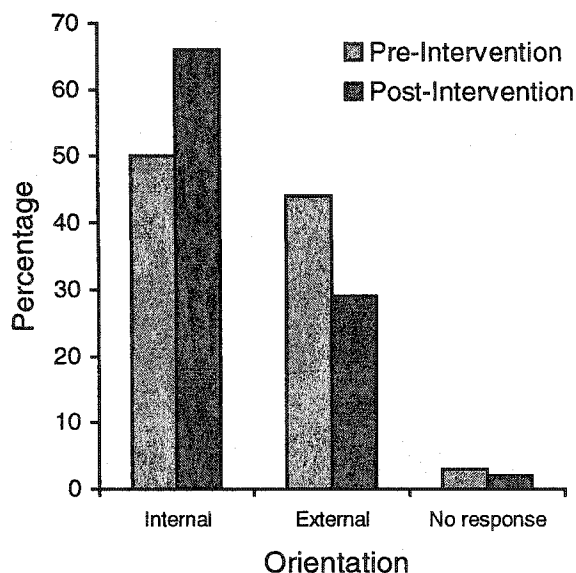 70
60
50
40
30
20
10
0
Percentage
Pre-Intervention
Post-Intervention
Internal External No response
Orientation